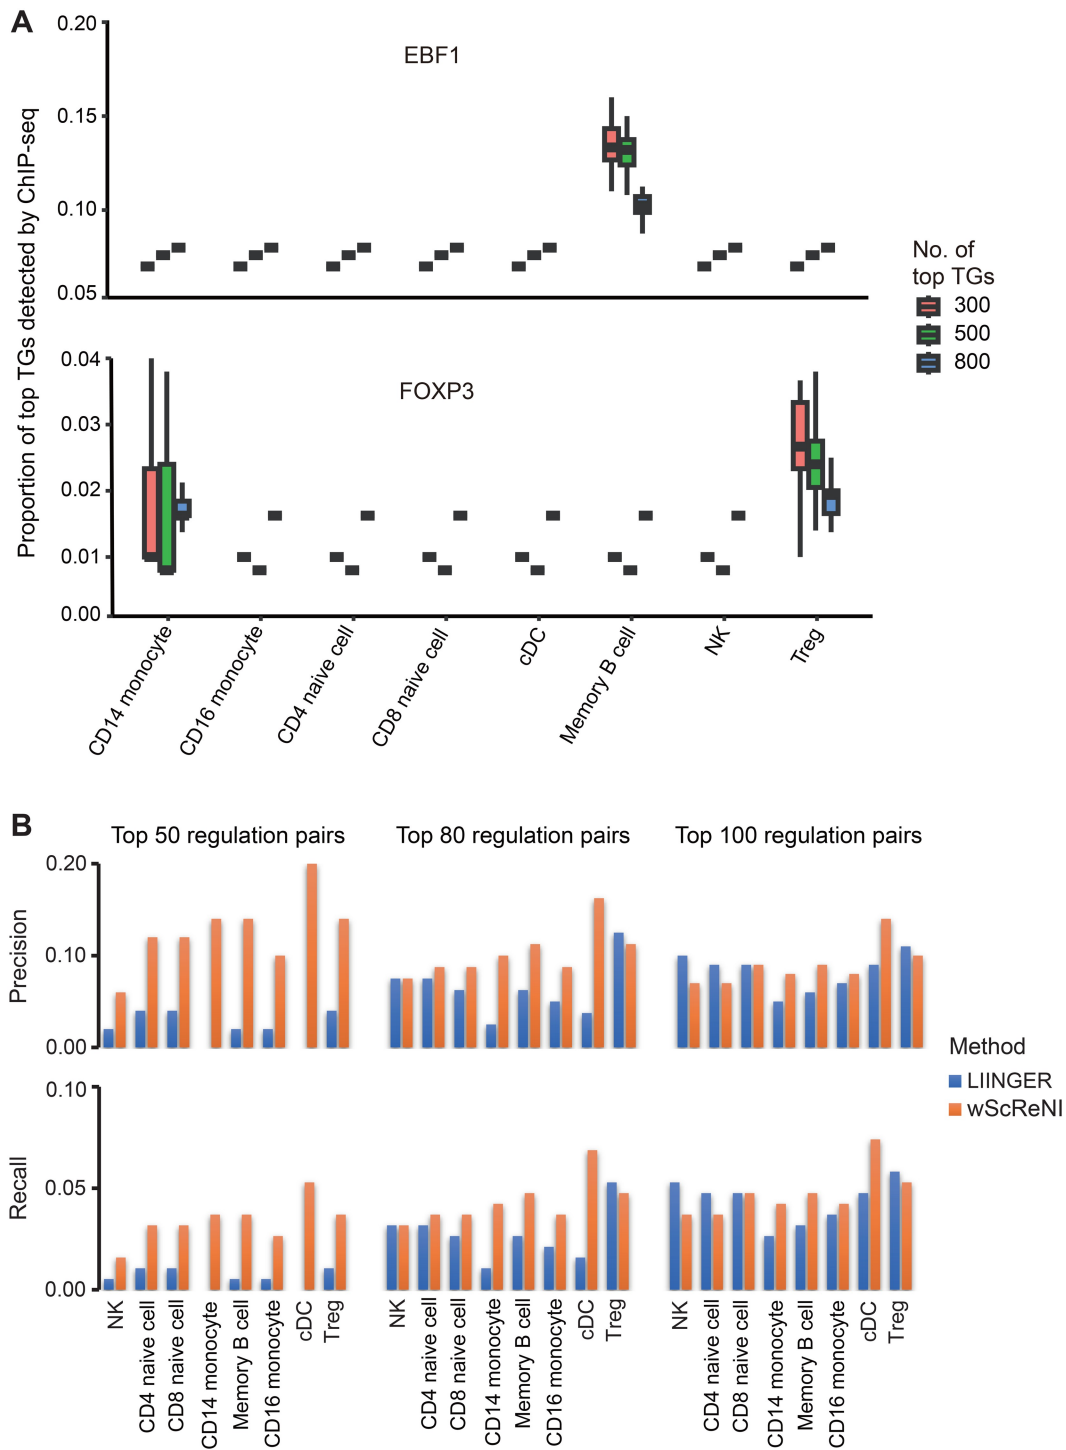 A
EBF1
Proportion of top TGs detected by ChIP-seq
0.20
0.15
0.10
0.05
FOXP3
0.04
0.03
0.02
0.01
0.00
CD14 monocyte
CD16 monocyte
CD4 naive cell
CD8 naive cell
cDC
Memory B cell
NK
Treg
No. of
top TGs
300
500
800
B
Top 50 regulation pairs
Top 80 regulation pairs
Top 100 regulation pairs
Precision
0.20
0.10
0.00
Recall
0.10
0.05
0.00
NK
CD4 naive cell
CD8 naive cell
CD14 monocyte
Memory B cell
CD16 monocyte
cDC
Treg
NK
CD4 naive cell
CD8 naive cell
CD14 monocyte
Memory B cell
CD16 monocyte
cDC
Treg
NK
CD4 naive cell
CD8 naive cell
CD14 monocyte
Memory B cell
CD16 monocyte
cDC
Treg
Method
LIINGER
wScReNI